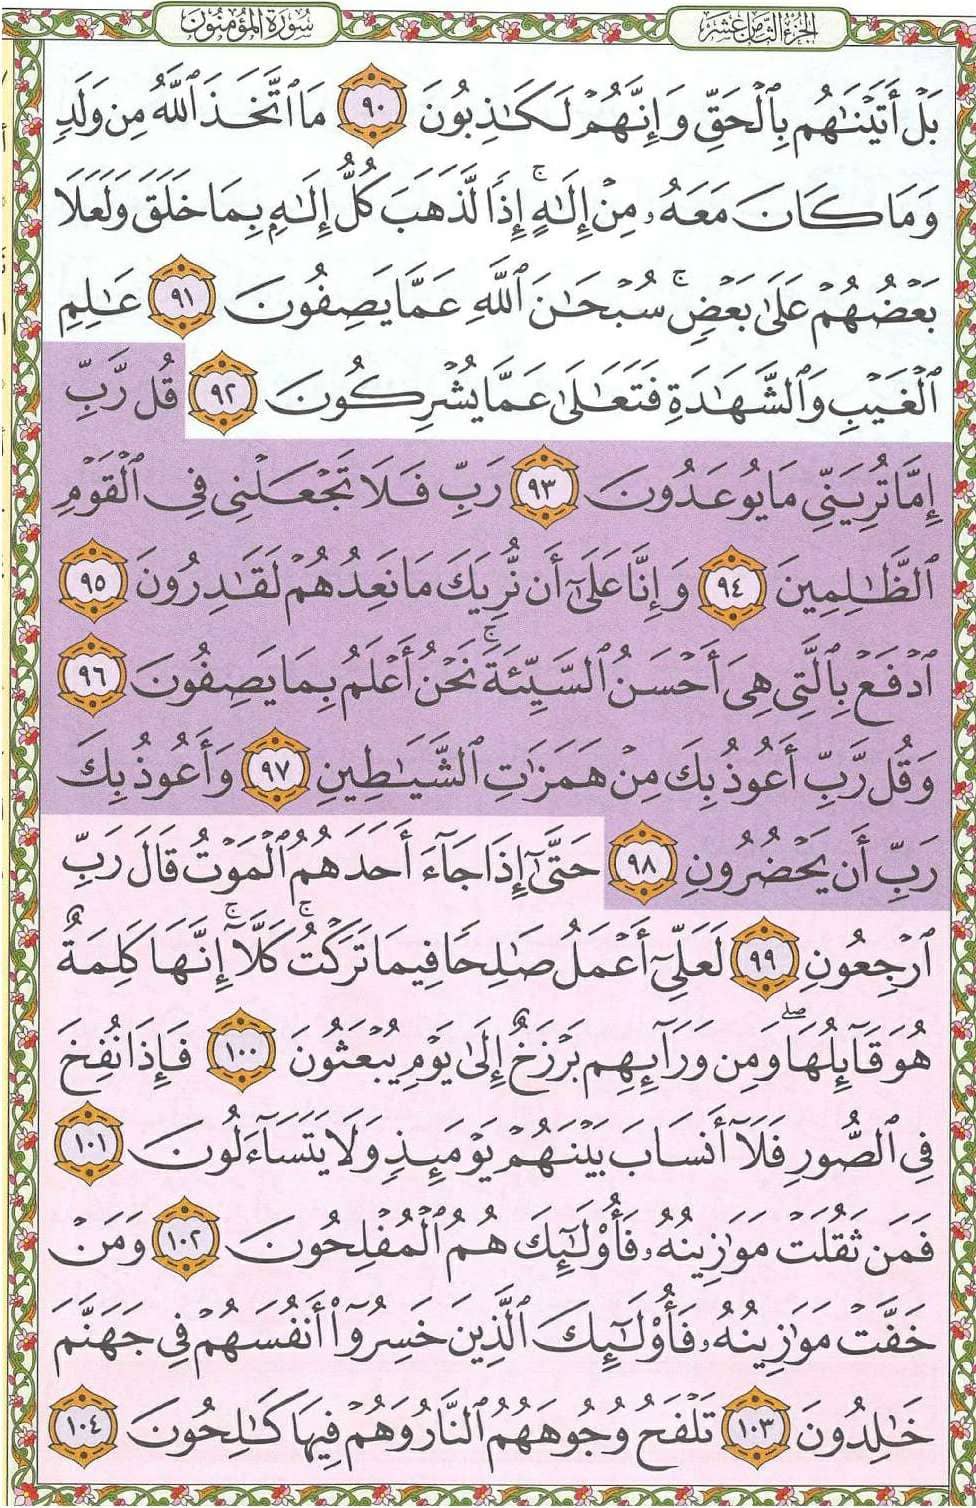 الجزء الثامن عشر
سورة المؤمنون
بَلْ أَتَيْنَٰهُم بِٱلْحَقِّ وَإِنَّهُمْ لَكَٰذِبُونَ ٩٠ مَا ٱتَّخَذَ ٱللَّهُ مِن وَلَدٍ
وَمَا كَانَ مَعَهُۥ مِنْ إِلَٰهٍ ۚ إِذًا لَّذَهَبَ كُلُّ إِلَٰهٍۭ بِمَا خَلَقَ وَلَعَلَا
بَعْضُهُمْ عَلَىٰ بَعْضٍ ۚ سُبْحَٰنَ ٱللَّهِ عَمَّا يَصِفُونَ ٩١ عَٰلِمِ
ٱلْغَيْبِ وَٱلشَّهَٰدَةِ فَتَعَٰلَىٰ عَمَّا يُشْرِكُونَ ٩٢ قُل رَّبِّ
إِمَّا تُرِيَنِّى مَا يُوعَدُونَ ٩٣ رَبِّ فَلَا تَجْعَلْنِى فِى ٱلْقَوْمِ
ٱلظَّٰلِمِينَ ٩٤ وَإِنَّا عَلَىٰٓ أَن نُّرِيَكَ مَا نَعِدُهُمْ لَقَٰدِرُونَ ٩٥
ٱدْفَعْ بِٱلَّتِى هِىَ أَحْسَنُ ٱلسَّيِّئَةَ ۚ نَحْنُ أَعْلَمُ بِمَا يَصِفُونَ ٩٦
وَقُل رَّبِّ أَعُوذُ بِكَ مِنْ هَمَزَٰتِ ٱلشَّيَٰطِينِ ٩٧ وَأَعُوذُ بِكَ
رَبِّ أَن يَحْضُرُونِ ٩٨ حَتَّىٰٓ إِذَا جَآءَ أَحَدَهُمُ ٱلْمَوْتُ قَالَ رَبِّ
ٱرْجِعُونِ ٩٩ لَعَلِّىٓ أَعْمَلُ صَٰلِحًا فِيمَا تَرَكْتُ ۚ كَلَّآ ۚ إِنَّهَا كَلِمَةٌ
هُوَ قَآئِلُهَا ۖ وَمِن وَرَآئِهِم بَرْزَخٌ إِلَىٰ يَوْمِ يُبْعَثُونَ ١٠٠ فَإِذَا نُفِخَ
فِى ٱلصُّورِ فَلَآ أَنسَابَ بَيْنَهُمْ يَوْمَئِذٍ وَلَا يَتَسَآءَلُونَ ١٠١
فَمَن ثَقُلَتْ مَوَٰزِينُهُۥ فَأُو۟لَٰٓئِكَ هُمُ ٱلْمُفْلِحُونَ ١٠٢ وَمَنْ
خَفَّتْ مَوَٰزِينُهُۥ فَأُو۟لَٰٓئِكَ ٱلَّذِينَ خَسِرُوٓا۟ أَنفُسَهُمْ فِى جَهَنَّمَ
خَٰلِدُونَ ١٠٣ تَلْفَحُ وُجُوهَهُمُ ٱلنَّارُ وَهُمْ فِيهَا كَٰلِحُونَ ١٠٤